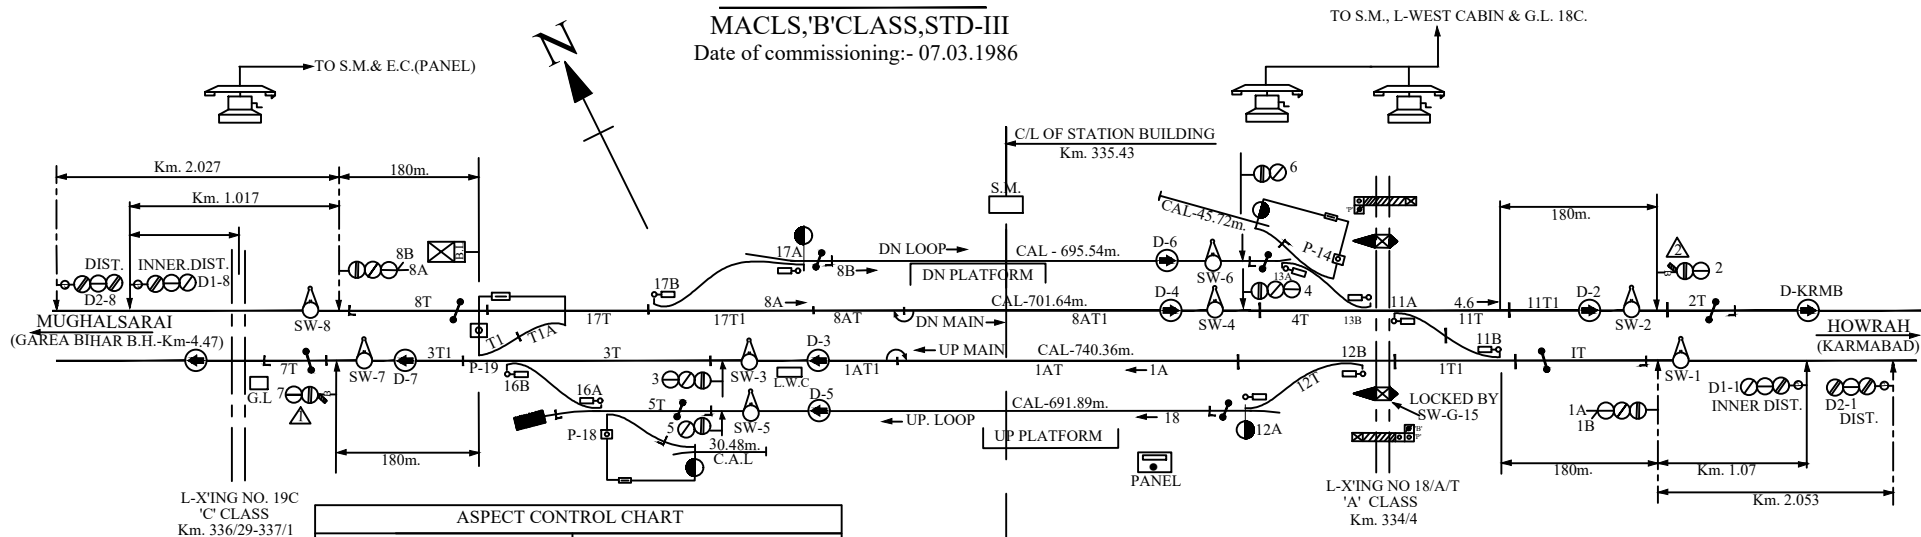 MACLS,'B'CLASS,STD-III
Date of commissioning:- 07.03.1986
TO S.M., L-WEST CABIN & G.L. 18C.
TO S.M.& E.C.(PANEL)
N
C/L OF STATION BUILDING
Km. 335.43
S.M.
Km. 2.027
180m.
Km. 1.017
6
CAL-45.72m.
P-14
'P'
180m.
8B
8A
BT
17A
8B
DN LOOP
CAL - 695.54m.
DN PLATFORM
D-6
SW-6
13A
4
2
2
DIST.
D2-8
INNER.DIST.
D1-8
SW-8
8T
17B
17T
17T1
8A
8AT
DN MAIN
CAL-701.64m.
8AT1
D-4
SW-4
4T
13B
11A
4.6
11T
11T1
D-2
SW-2
2T
D-KRMB
MUGHALSARAI
(GAREA BIHAR B.H.-Km-4.47)
HOWRAH
(KARMABAD)
T1
T1A
7T
SW-7
D-7
3T1
P-19
3T
SW-3
D-3
1AT1
UP MAIN
CAL-740.36m.
1AT
1A
12B
1T1
11B
IT
SW-1
G.L
7
1
16B
16A
3
L.W.C
12T
LOCKED BY
SW-G-15
D1-1
INNER DIST.
D2-1
DIST.
1A
1B
P-18
5T
5
SW-5
D-5
UP. LOOP
CAL-691.89m.
18
12A
UP PLATFORM
30.48m.
C.A.L
'B'
'P'
180m.
PANEL
180m.
Km. 1.07
Km. 2.053
L-X'ING NO. 19C
'C' CLASS
Km. 336/29-337/1
L-X'ING NO 18/A/T
'A' CLASS
Km. 334/4
ASPECT CONTROL CHART